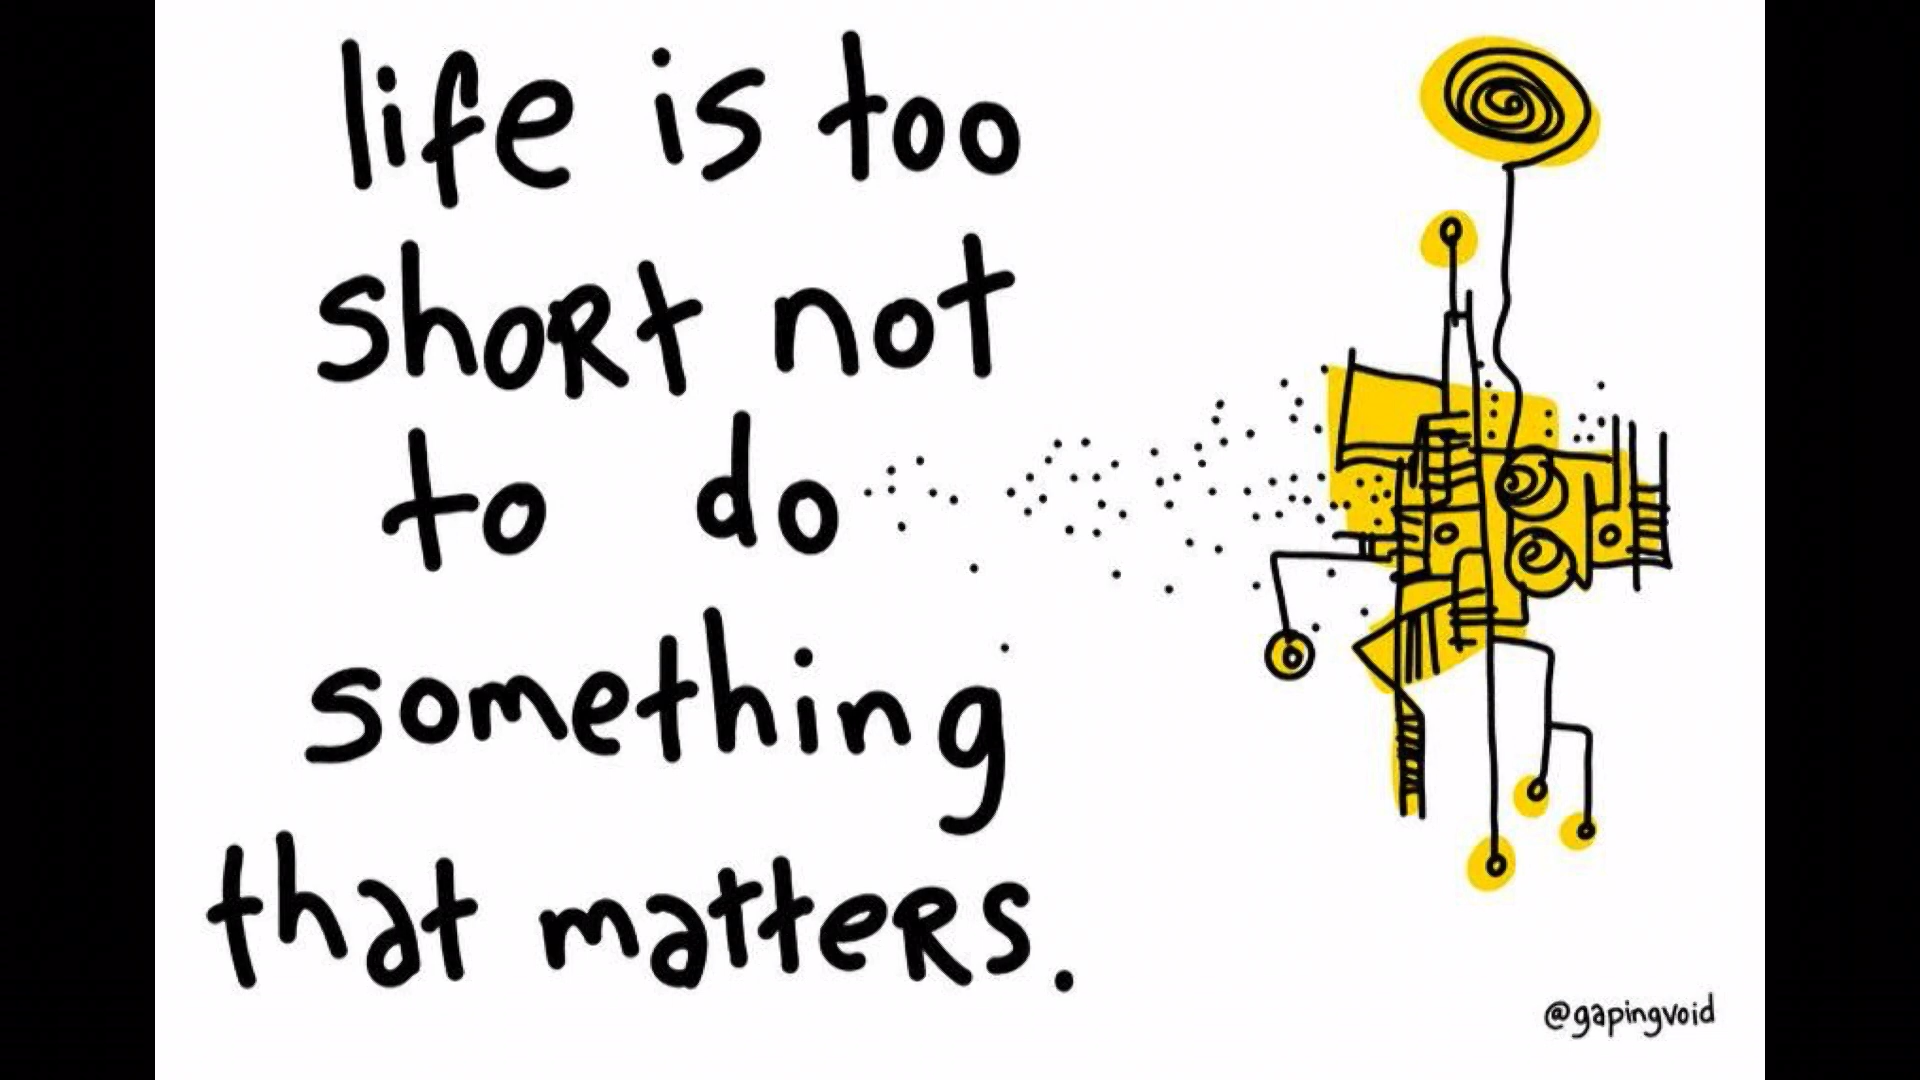 life is too
shoRt not
to do
something
that matteRs.
@gapingvoid